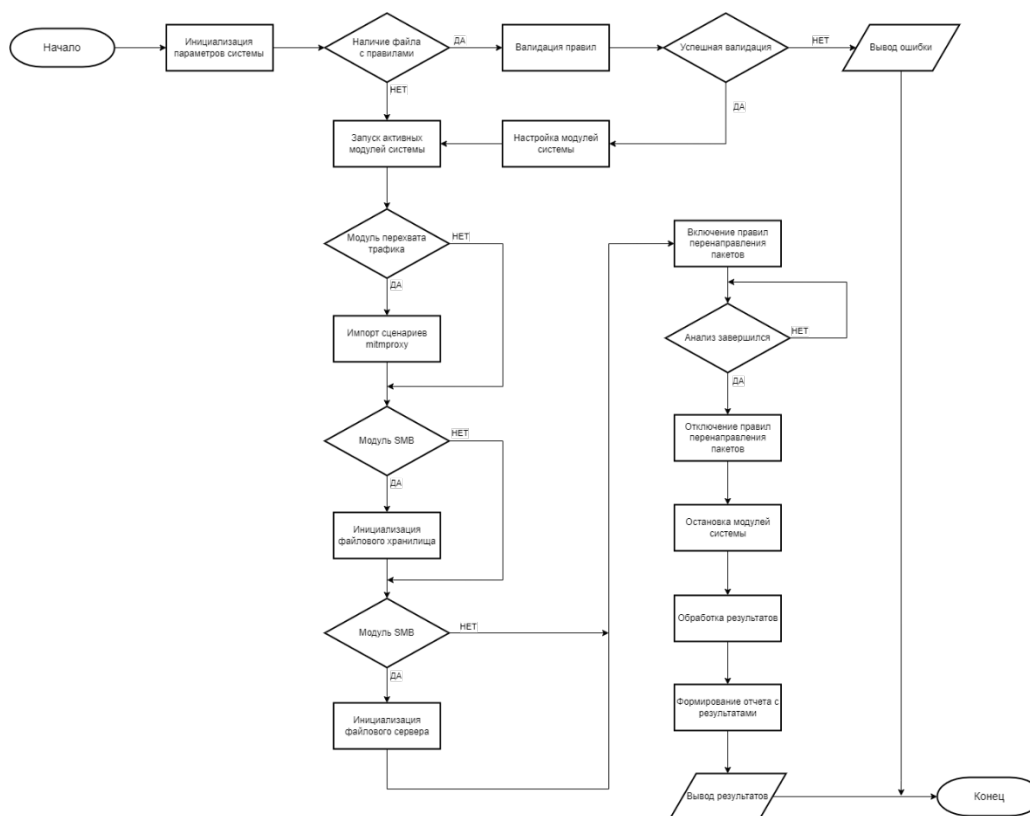 Начало
Инициализация
параметров системы
Наличие файла
с правилами
ДА
Валидация правил
Успешная валидация
НЕТ
Вывод ошибки
НЕТ
ДА
Запуск активных
модулей системы
Настройка модулей
системы
Модуль перехвата
трафика
НЕТ
ДА
Импорт сценариев
mitmproxy
Модуль SMB
НЕТ
ДА
Инициализация
файлового хранилища
Модуль SMB
НЕТ
ДА
Инициализация
файлового сервера
Включение правил
перенаправления
пакетов
Анализ завершился
НЕТ
ДА
Отключение правил
перенаправления
пакетов
Остановка модулей
системы
Обработка результатов
Формирование отчета с
результатами
Вывод результатов
Конец